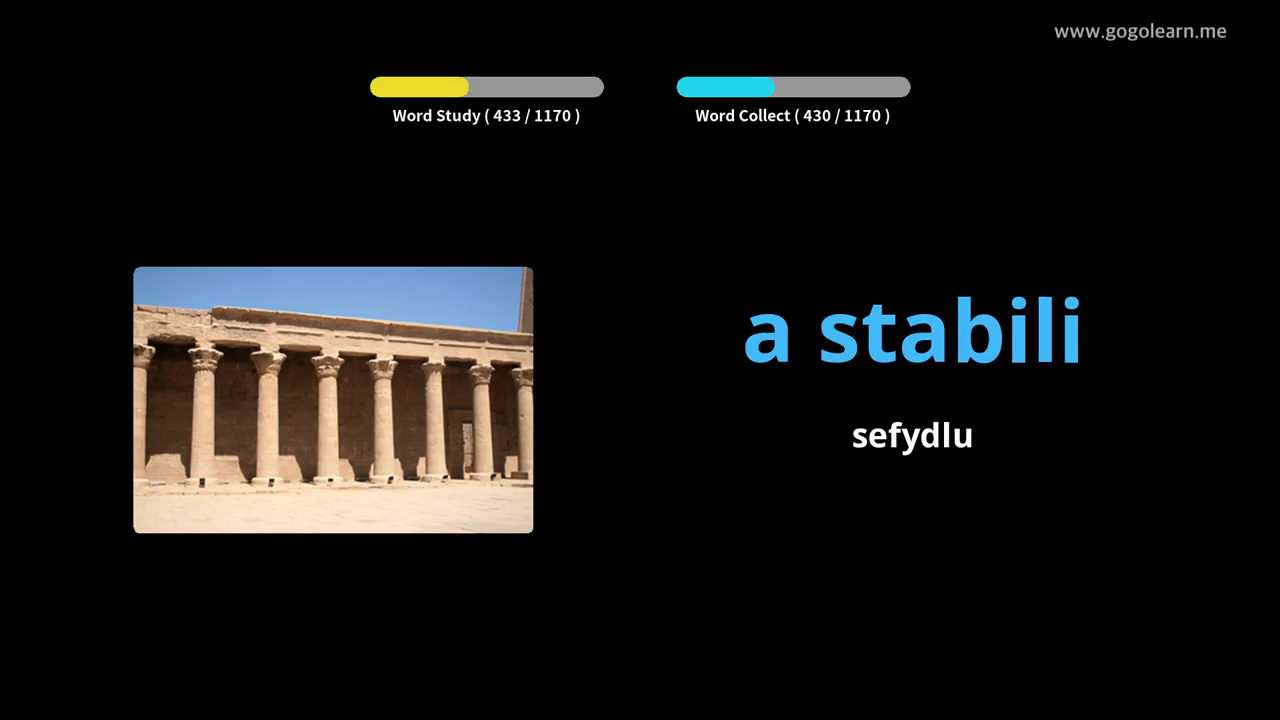 www.gogolearn.me
Word Study ( 433 / 1170 )
Word Collect ( 430 / 1170 )
a stabili
sefydlu